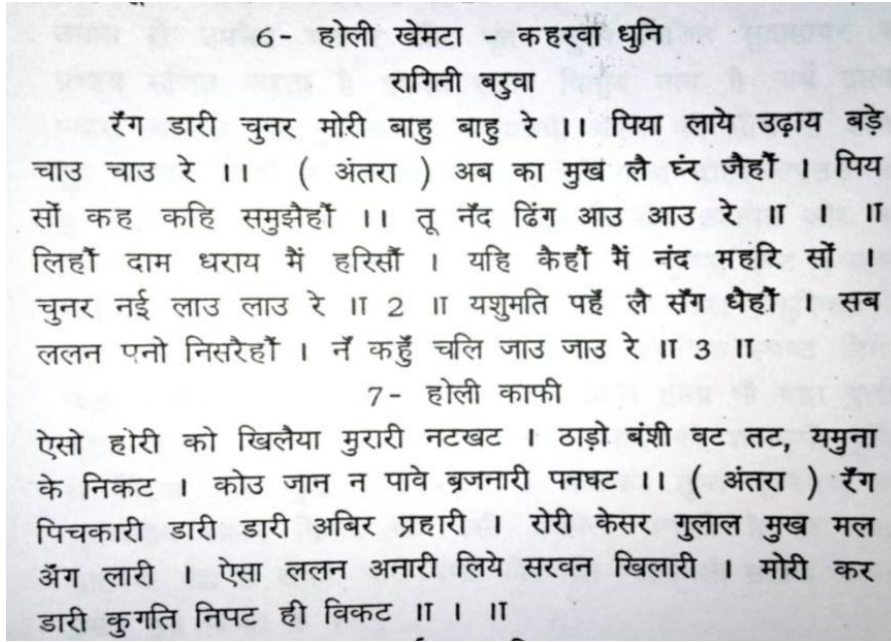 6- होली खेमटा - कहरवा धुनि
रागिनी बरुवा
रँग डारी चुनर मोरी बाहु बाहु रे ।। पिया लाये उढ़ाय बड़े
चाउ चाउ रे ।। ( अंतरा ) अब का मुख लै घंर जैहौं । पिय
सों कह कहि समुझैहौं ।। तू नँद ढिंग आउ आउ रे ॥ ॥
लिहौं दाम धराय मैं हरिसौं । यहि कैहौं मैं नंद महरि सों ।
चुनर नई लाउ लाउ रे ॥ 2 ॥ यशुमति पहँ लै सँग धैहौं । सब
ललन पनो निसरैहौं । नँ कहुँ चलि जाउ जाउ रे ॥ 3 ॥
7- होली काफी
ऐसो होरी को खिलैया मुरारी नटखट । ठाड़ो बंशी वट तट, यमुना
के निकट । कोउ जान न पावे बृजनारी पनघट ।। ( अंतरा ) रँग
पिचकारी डारी डारी अबिर प्रहारी । रोरी केसर गुलाल मुख मल
अँग लारी । ऐसा ललन अनारी लिये सरवन खिलारी । मोरी कर
डारी कुगति निपट ही विकट ॥ । ॥